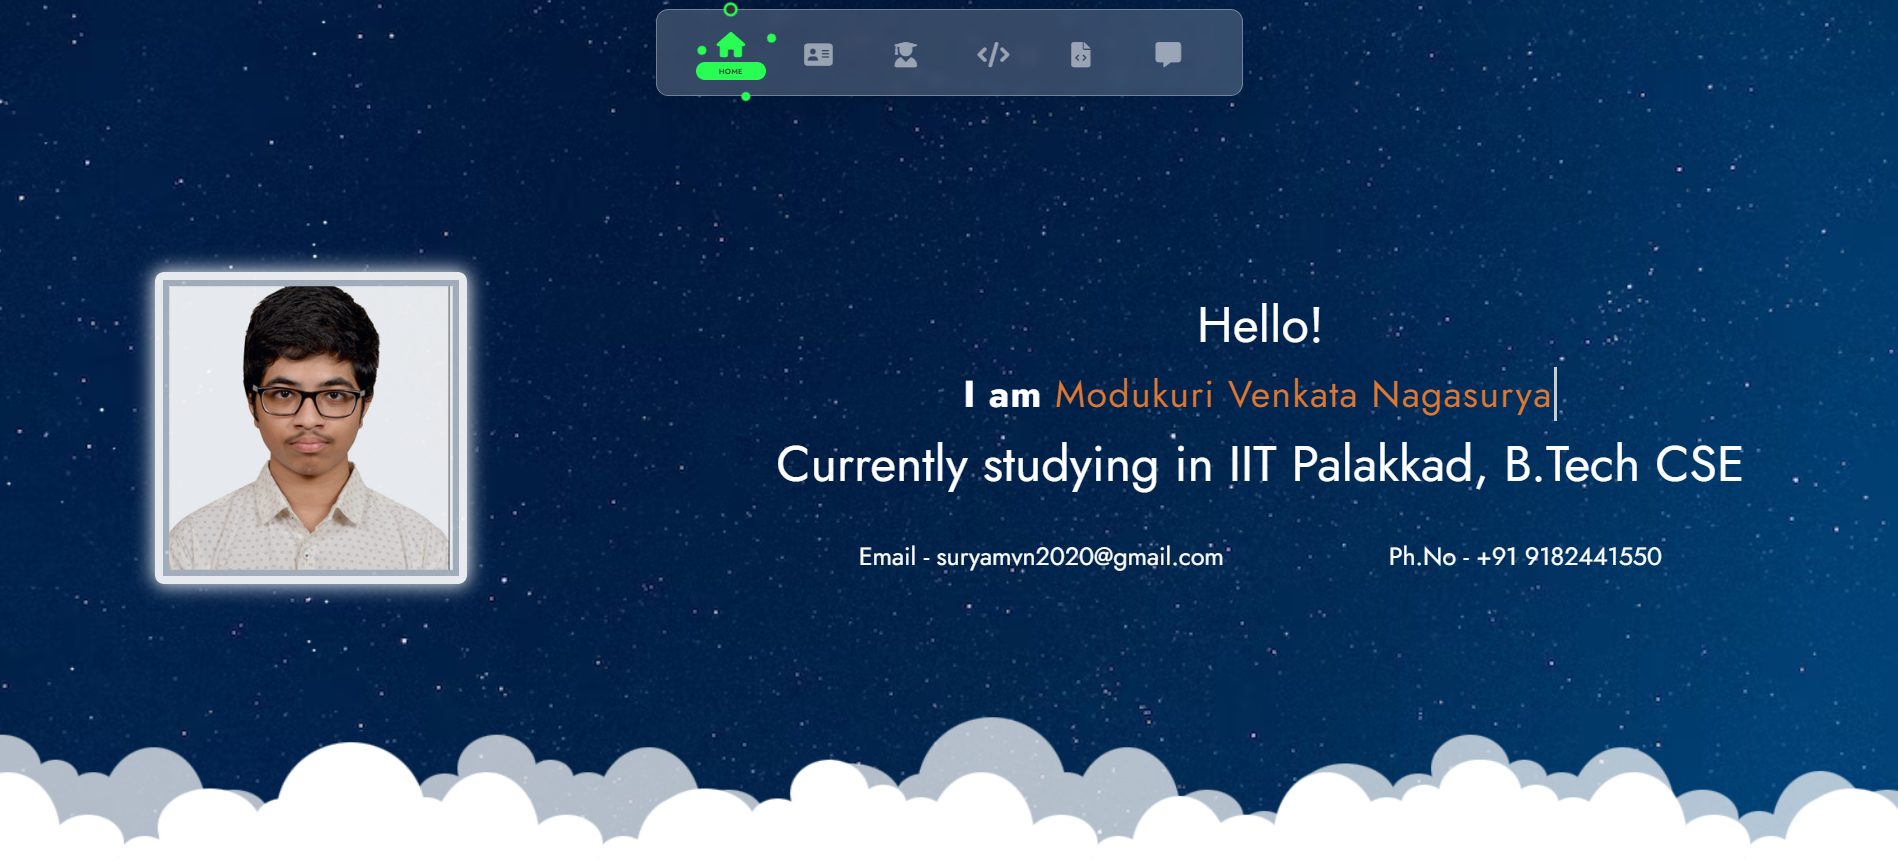 HOME
Hello!
I am Modukuri Venkata Nagasurya
Currently studying in IIT Palakkad, B.Tech CSE
Email - suryamvn2020@gmail.com
Ph.No - +91 9182441550